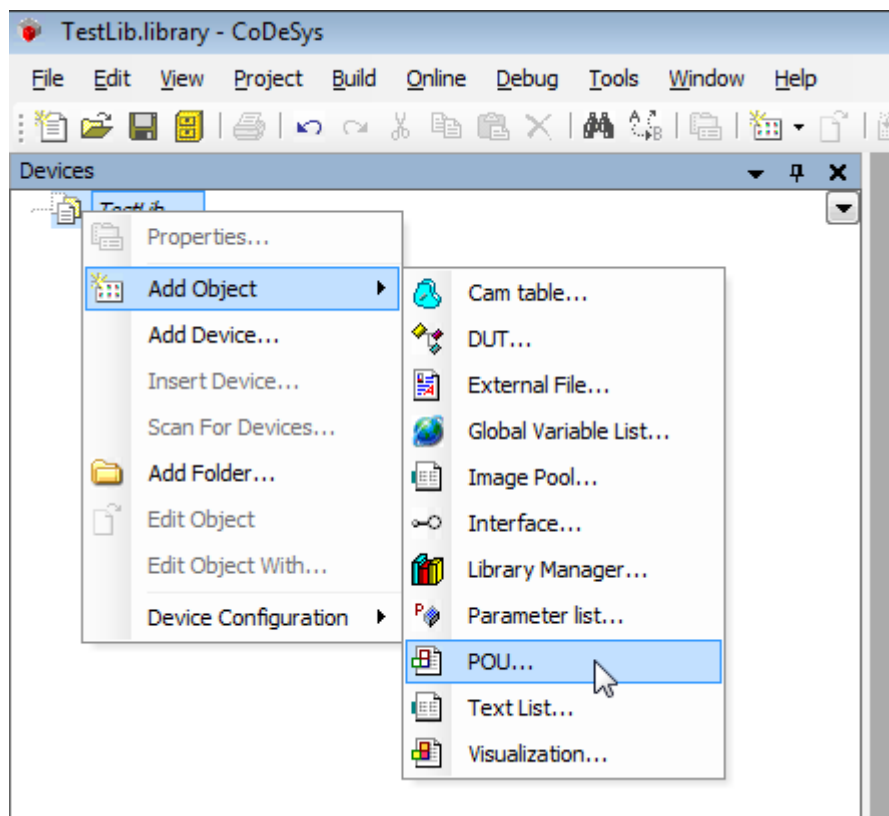 TestLib.library - CoDeSys
File Edit View Project Build Online Debug Tools Window Help
Devices
TestLib
Properties...
Add Object
Add Device...
Insert Device...
Scan For Devices...
Add Folder...
Edit Object
Edit Object With...
Device Configuration
Cam table...
DUT...
External File...
Global Variable List...
Image Pool...
Interface...
Library Manager...
Parameter list...
POU...
Text List...
Visualization...